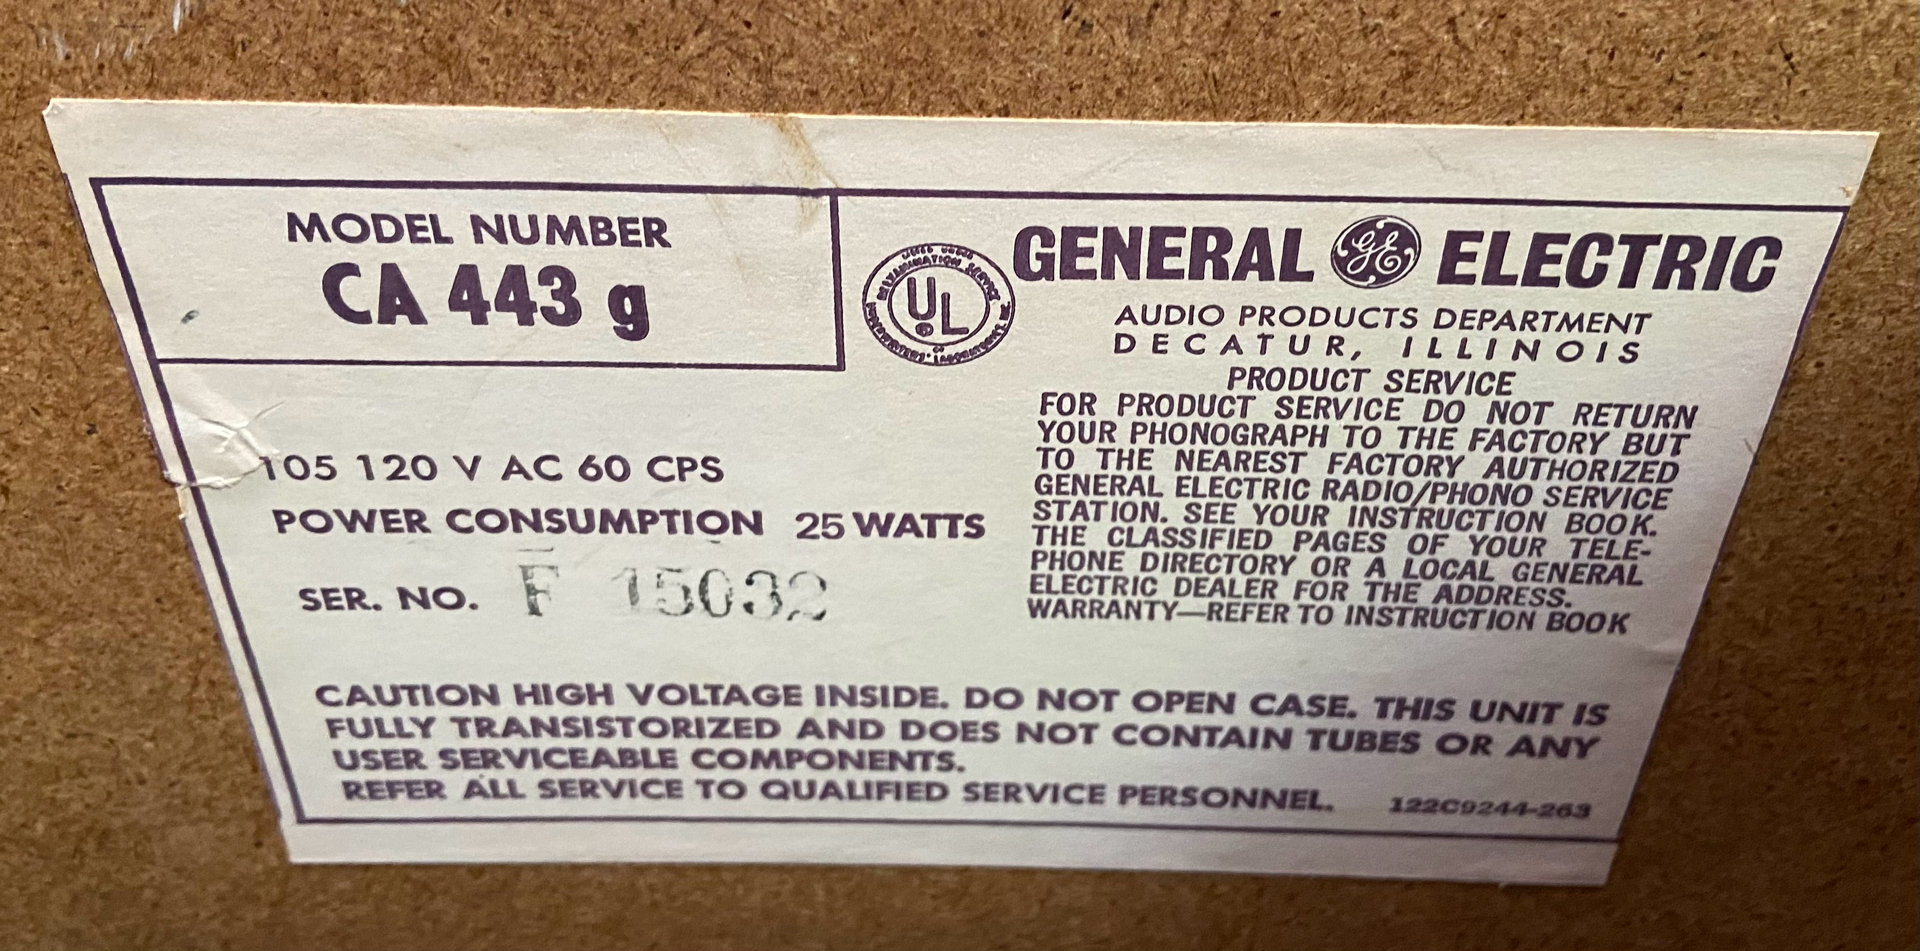 MODEL NUMBER
CA 443 g
UL
GENERAL GE ELECTRIC
AUDIO PRODUCTS DEPARTMENT
DECATUR, ILLINOIS
PRODUCT SERVICE
FOR PRODUCT SERVICE DO NOT RETURN
YOUR PHONOGRAPH TO THE FACTORY BUT
TO THE NEAREST FACTORY AUTHORIZED
GENERAL ELECTRIC RADIO/PHONO SERVICE
STATION. SEE YOUR INSTRUCTION BOOK.
THE CLASSIFIED PAGES OF YOUR TELE-
PHONE DIRECTORY OR A LOCAL GENERAL
ELECTRIC DEALER FOR THE ADDRESS.
WARRANTY—REFER TO INSTRUCTION BOOK
105 120 V AC 60 CPS
POWER CONSUMPTION 25 WATTS
SER. NO. F 15032
CAUTION HIGH VOLTAGE INSIDE. DO NOT OPEN CASE. THIS UNIT IS
FULLY TRANSISTORIZED AND DOES NOT CONTAIN TUBES OR ANY
USER SERVICEABLE COMPONENTS.
REFER ALL SERVICE TO QUALIFIED SERVICE PERSONNEL. 122C9244-263